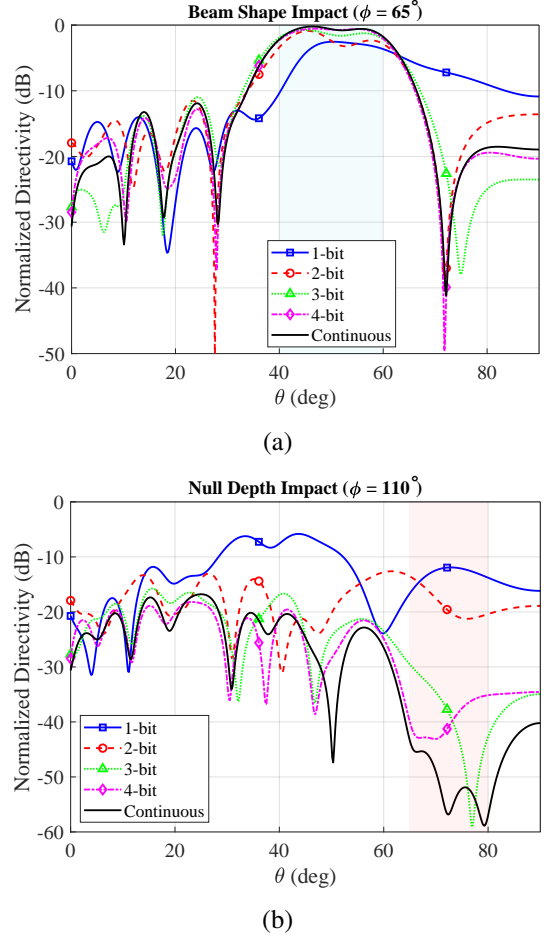 Beam Shape Impact (ϕ = 65°)
Normalized Directivity (dB)
0
-10
-20
-30
-40
-50
1-bit
2-bit
3-bit
4-bit
Continuous
0 20 40 60 80
θ (deg)
(a)
Null Depth Impact (ϕ = 110°)
Normalized Directivity (dB)
0
-10
-20
-30
-40
-50
-60
1-bit
2-bit
3-bit
4-bit
Continuous
0 20 40 60 80
θ (deg)
(b)